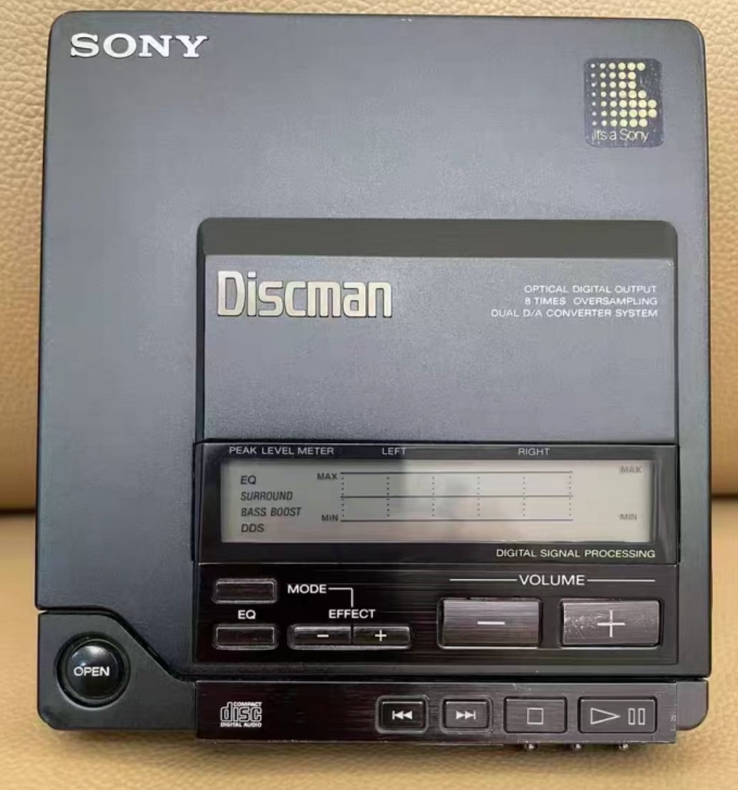 SONY
It's a Sony
Discman
OPTICAL DIGITAL OUTPUT
8 TIMES OVERSAMPLING
DUAL D/A CONVERTER SYSTEM
PEAK LEVEL METER LEFT RIGHT
EQ MAX MAX
SURROUND
BASS BOOST MIN MIN
DDS
DIGITAL SIGNAL PROCESSING
MODE VOLUME
EQ EFFECT
− + − +
OPEN
COMPACT
disc
DIGITAL AUDIO